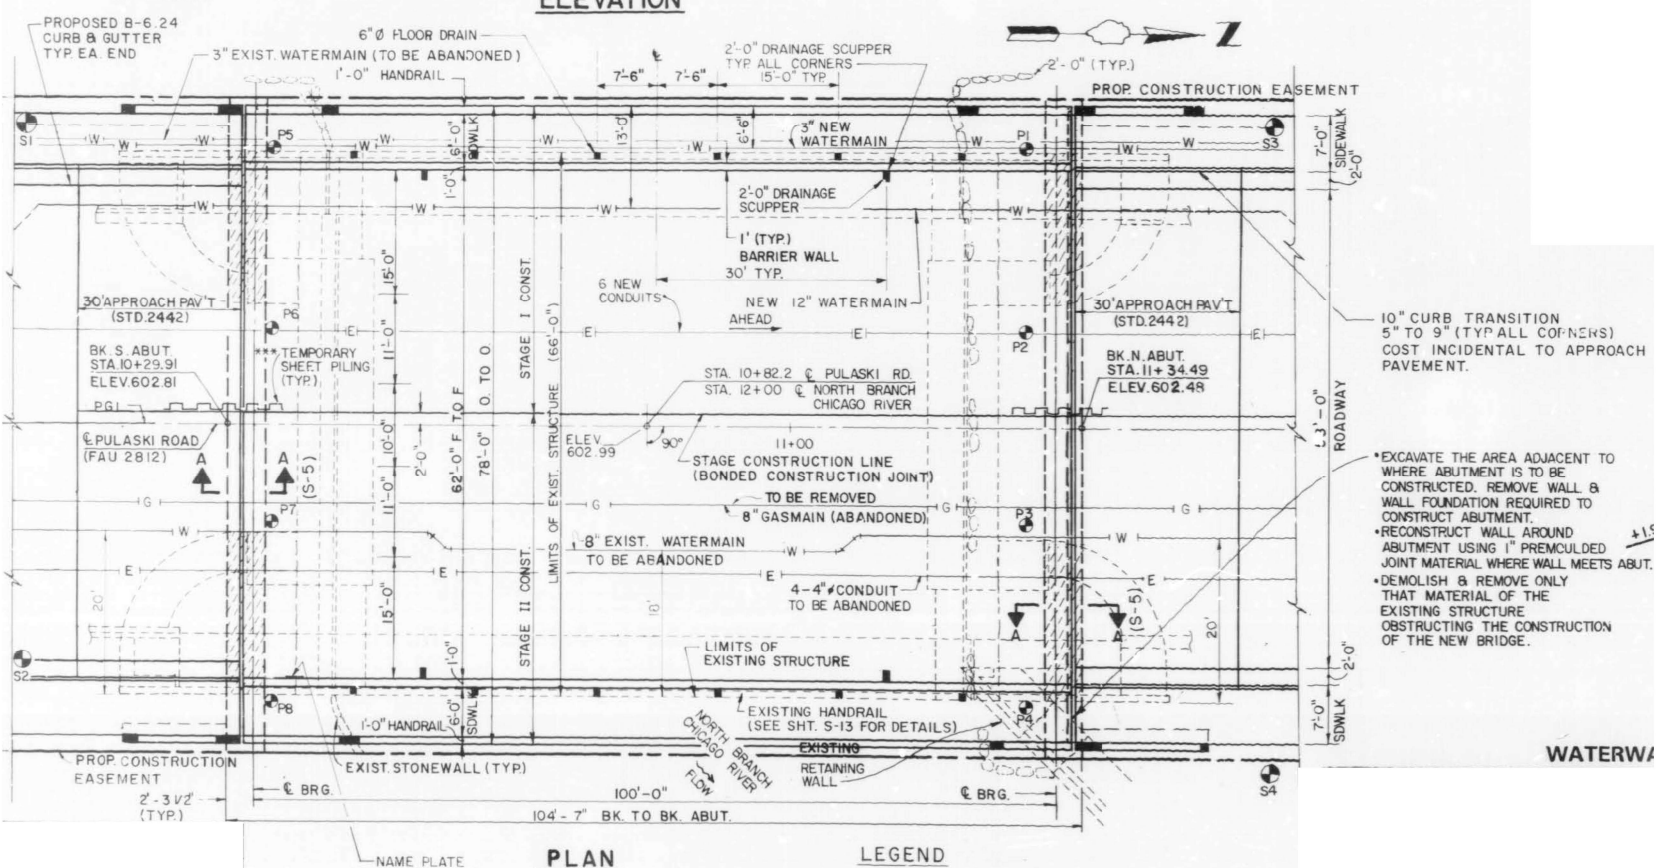 ELEVATION
PROPOSED B-6.24
CURB & GUTTER
TYP. EA. END
3" EXIST. WATERMAIN (TO BE ABANDONED)
6" Ø FLOOR DRAIN
1'-0" HANDRAIL
7'-6"
7'-6"
2'-0" DRAINAGE SCUPPER
TYP. ALL CORNERS
15'-0" TYP.
Z
2'-0" (TYP.)
PROP. CONSTRUCTION EASEMENT
S1
W
W
W
P5
W
W
6'-0"
SDWLK
W
13'-0"
W
6'-6"
3" NEW
WATERMAIN
W
P1
W
W
S3
7'-0"
SIDEWALK
2'-0"
1'-0"
2'-0" DRAINAGE
SCUPPER
W
W
W
W
W
1' (TYP.)
BARRIER WALL
30' TYP.
15'-0"
6 NEW
CONDUITS
NEW 12" WATERMAIN
AHEAD
30' APPROACH PAV'T
(STD. 2442)
P6
E
E
E
P2
30' APPROACH PAV'T
(STD. 2442)
E
10" CURB TRANSITION
5" TO 9" (TYP ALL CORNERS)
COST INCIDENTAL TO APPROACH
PAVEMENT.
BK. S. ABUT.
STA. 10+29.91
ELEV. 602.81
*** TEMPORARY
SHEET PILING
(TYP.)
11'-0"
62'-0" F TO F
78'-0" O. TO O.
STAGE I CONST.
LIMITS OF EXIST. STRUCTURE (66'-0")
STA. 10+82.2 ℄ PULASKI RD.
STA. 12+00 ℄ NORTH BRANCH
CHICAGO RIVER
BK. N. ABUT.
STA. 11+34.49
ELEV. 602.48
PGL
℄ PULASKI ROAD
(FAU 2812)
10'-0"
2'-0"
ELEV.
602.99
90°
11+00
STAGE CONSTRUCTION LINE
(BONDED CONSTRUCTION JOINT)
ROADWAY
A
A
(S-5)
11'-0"
G
G
TO BE REMOVED
8" GASMAIN (ABANDONED)
G
G
P7
P3
W
8" EXIST. WATERMAIN
TO BE ABANDONED
W
W
E
E
E
E
4-4" Ø CONDUIT
TO BE ABANDONED
•EXCAVATE THE AREA ADJACENT TO
WHERE ABUTMENT IS TO BE
CONSTRUCTED. REMOVE WALL &
WALL FOUNDATION REQUIRED TO
CONSTRUCT ABUTMENT.
•RECONSTRUCT WALL AROUND
ABUTMENT USING 1" PREMOULDED
JOINT MATERIAL WHERE WALL MEETS ABUT.
•DEMOLISH & REMOVE ONLY
THAT MATERIAL OF THE
EXISTING STRUCTURE
OBSTRUCTING THE CONSTRUCTION
OF THE NEW BRIDGE.
20'
15'-0"
STAGE II CONST.
18'
A
A
(S-5)
20'
S2
1'-0"
LIMITS OF
EXISTING STRUCTURE
2'-0"
P8
1'-0" HANDRAIL
6'-0"
SDWLK
EXISTING HANDRAIL
(SEE SHT. S-13 FOR DETAILS)
P4
7'-0"
SDWLK
PROP. CONSTRUCTION
EASEMENT
EXIST. STONEWALL (TYP.)
NORTH BRANCH
CHICAGO RIVER
FLOW
EXISTING
RETAINING
WALL
S4
WATERWA
2'-3 1/2"
(TYP.)
℄ BRG.
100'-0"
℄ BRG.
104'-7" BK. TO BK. ABUT.
NAME PLATE
PLAN
LEGEND